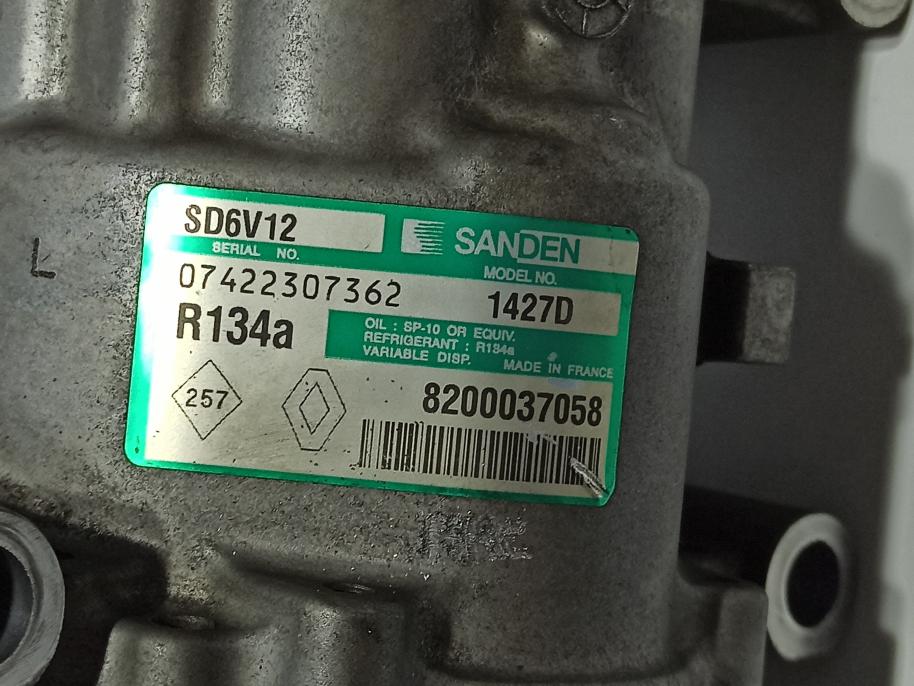 SD6V12
SANDEN
SERIAL NO.
MODEL NO.
07422307362
1427D
R134a
OIL : SP-10 OR EQUIV.
REFRIGERANT : R134a
VARIABLE DISP.
MADE IN FRANCE
257
8200037058
L